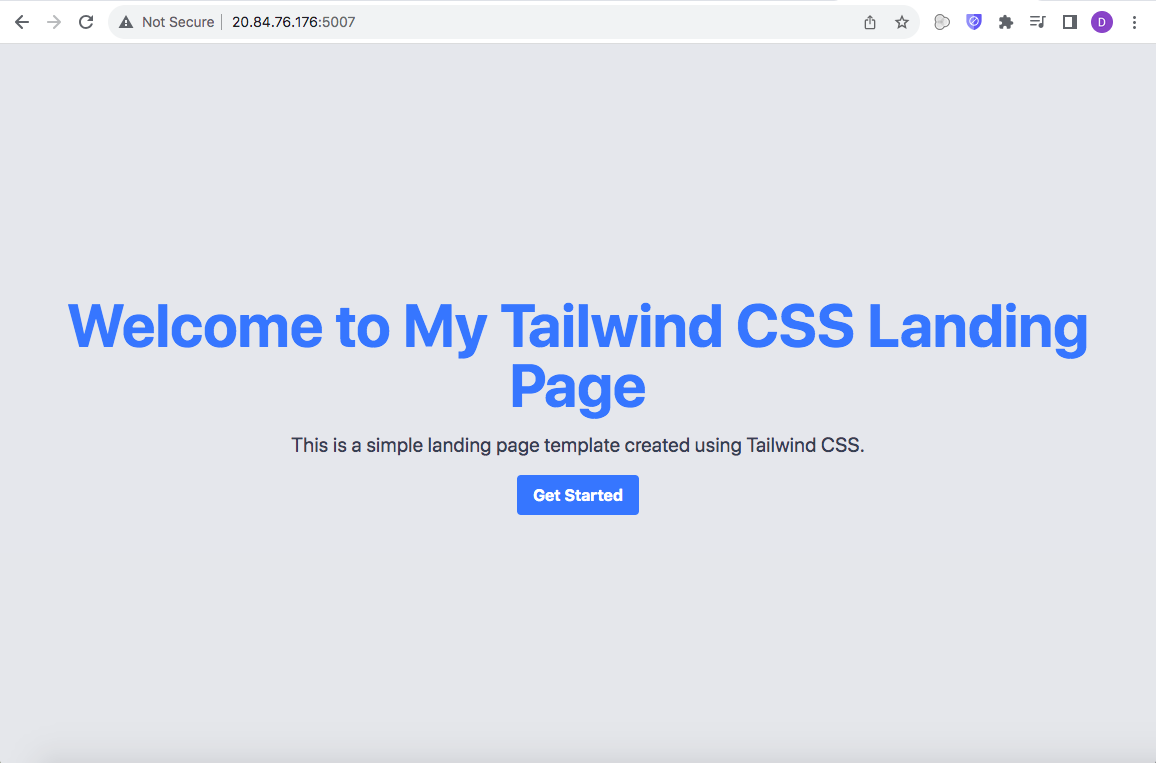 Not Secure 20.84.76.176:5007
D
Welcome to My Tailwind CSS Landing
Page
This is a simple landing page template created using Tailwind CSS.
Get Started